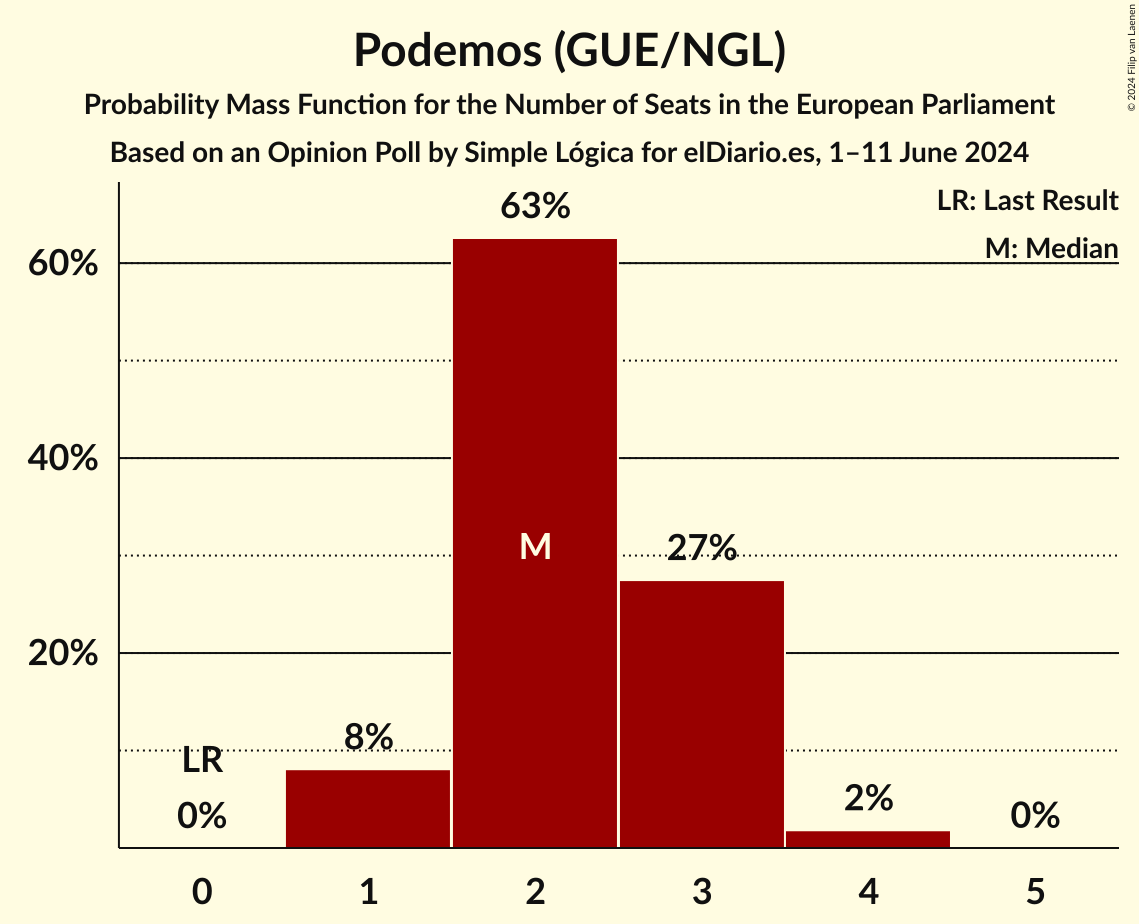 Podemos (GUE/NGL)
Probability Mass Function for the Number of Seats in the European Parliament
Based on an Opinion Poll by Simple Lógica for elDiario.es, 1–11 June 2024
© 2024 Filip van Laenen
LR: Last Result
M: Median
63%
60%
40%
M
27%
20%
8%
LR
2%
0%
0%
0 1 2 3 4 5